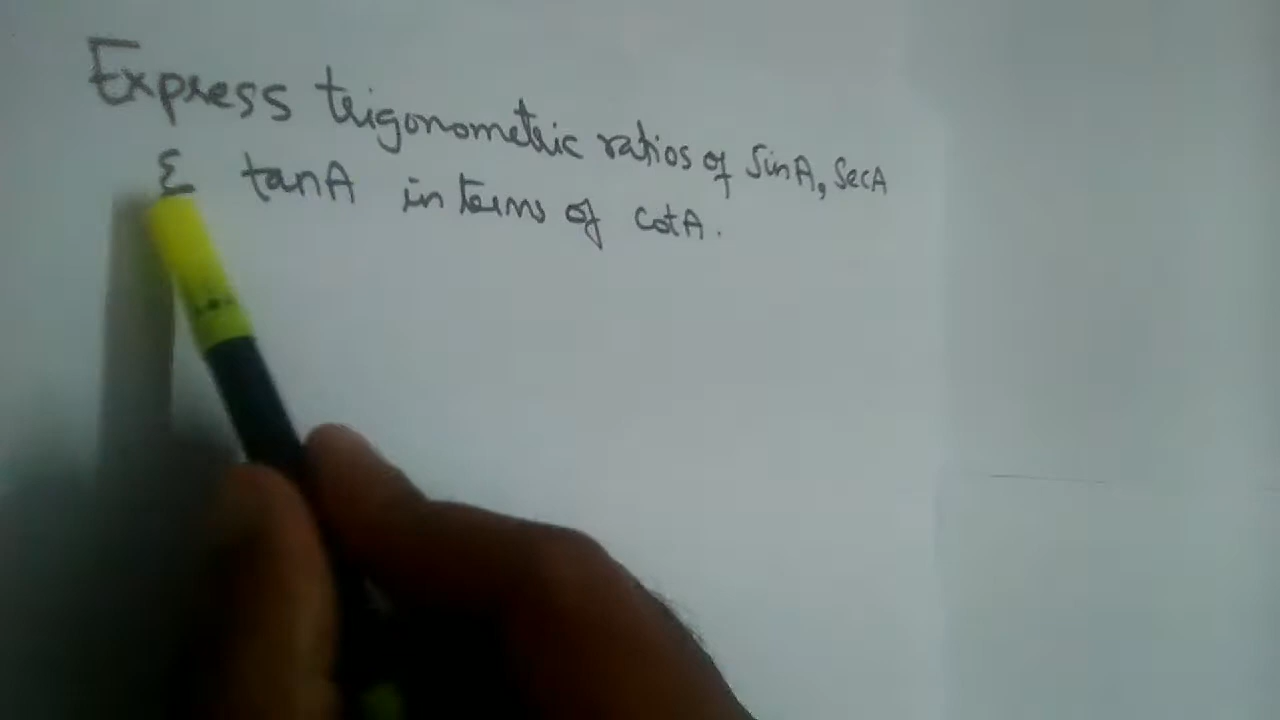 Express trigonometric ratios of SinA, SecA
& tanA in terms of cotA.